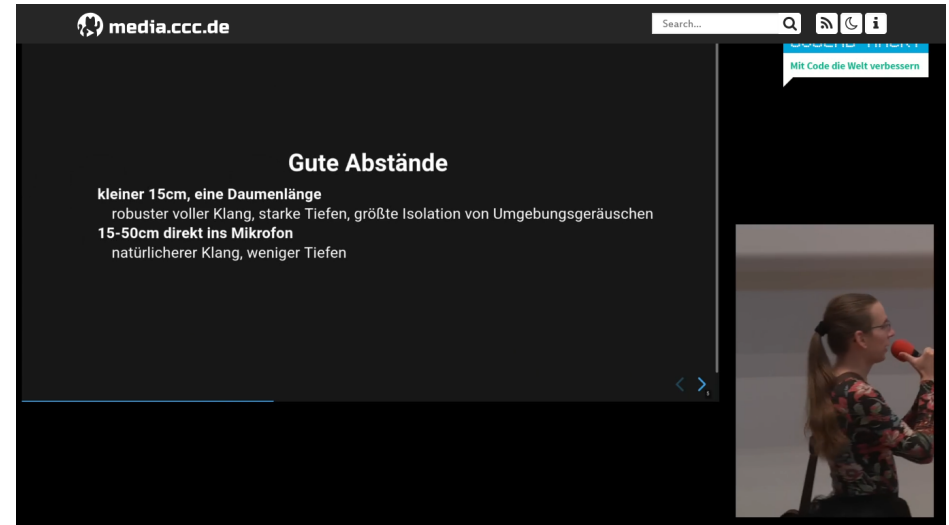 media.ccc.de
Search...
Mit Code die Welt verbessern
Gute Abstände
kleiner 15cm, eine Daumenlänge
robuster voller Klang, starke Tiefen, größte Isolation von Umgebungsgeräuschen
15-50cm direkt ins Mikrofon
natürlicherer Klang, weniger Tiefen